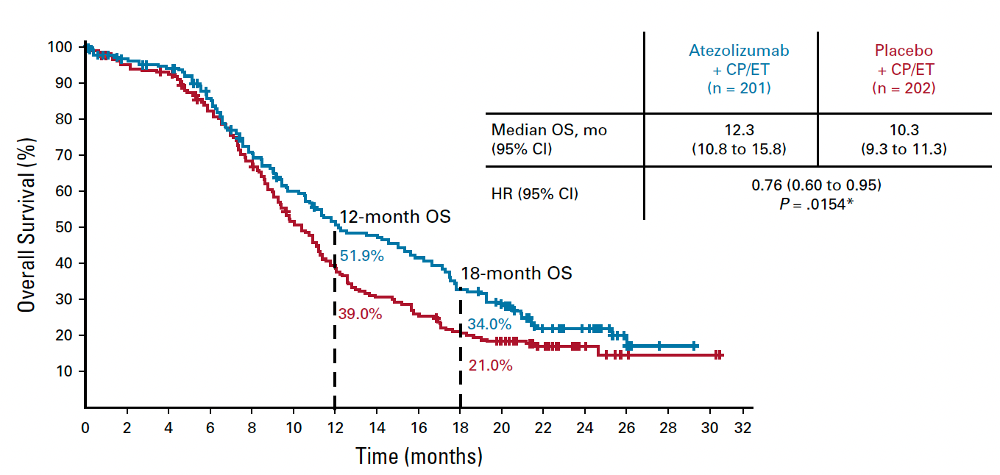 Overall Survival (%)
100
90
80
70
60
50
40
30
20
10
0 2 4 6 8 10 12 14 16 18 20 22 24 26 28 30 32
Time (months)
12-month OS
51.9%
39.0%
18-month OS
34.0%
21.0%
Atezolizumab Placebo
+ CP/ET + CP/ET
(n = 201) (n = 202)
Median OS, mo 12.3 10.3
(95% CI) (10.8 to 15.8) (9.3 to 11.3)
HR (95% CI) 0.76 (0.60 to 0.95)
P = .0154*